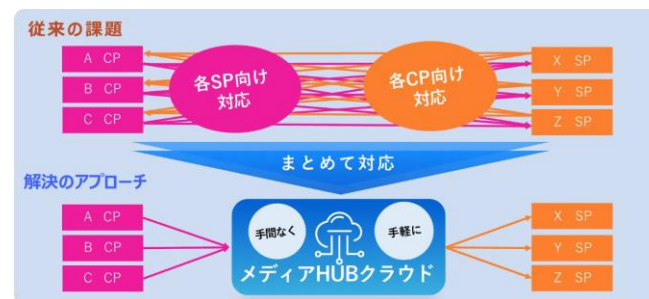 従来の課題
A CP
B CP
C CP
各SP向け
対応
各CP向け
対応
X SP
Y SP
Z SP
まとめて対応
解決のアプローチ
A CP
B CP
C CP
手間なく
手軽に
メディアHUBクラウド
X SP
Y SP
Z SP